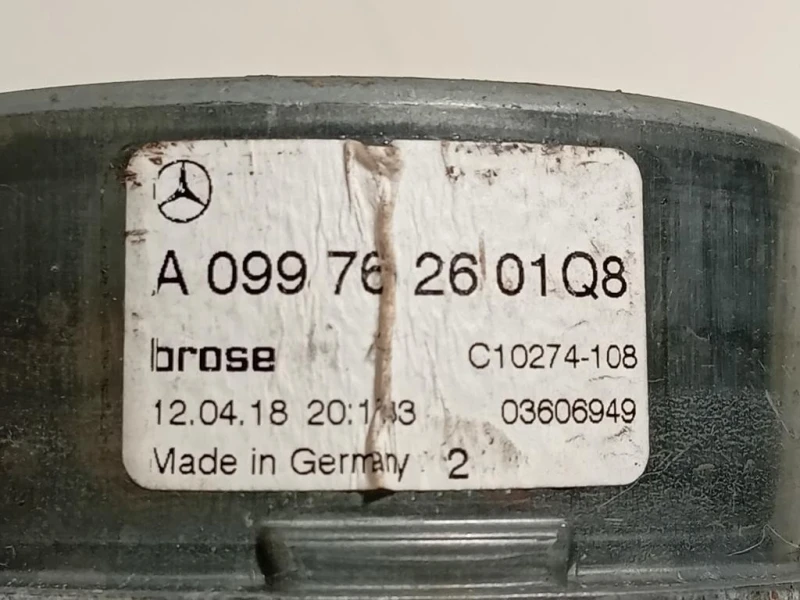 A 099 76 26 01Q8
brose C10274-108
12.04.18 03606949
Made in Germany 2